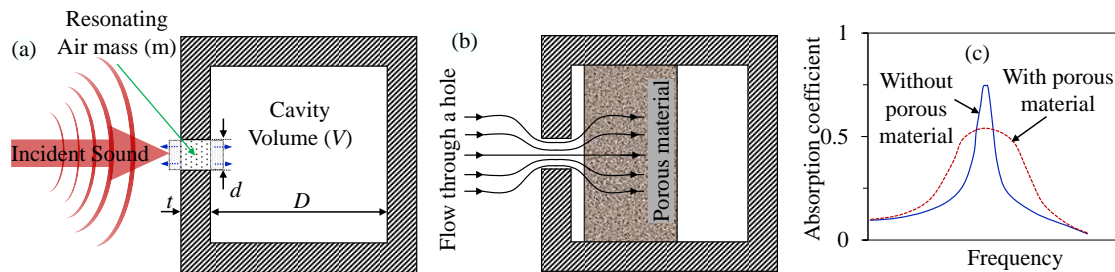 (a)
Resonating
Air mass (m)
Cavity
Volume (V)
Incident Sound
d
t
D
(b)
Flow through a hole
Porous material
(c)
Absorption coefficient
1
0.5
0
Without
porous
material
With porous
material
Frequency